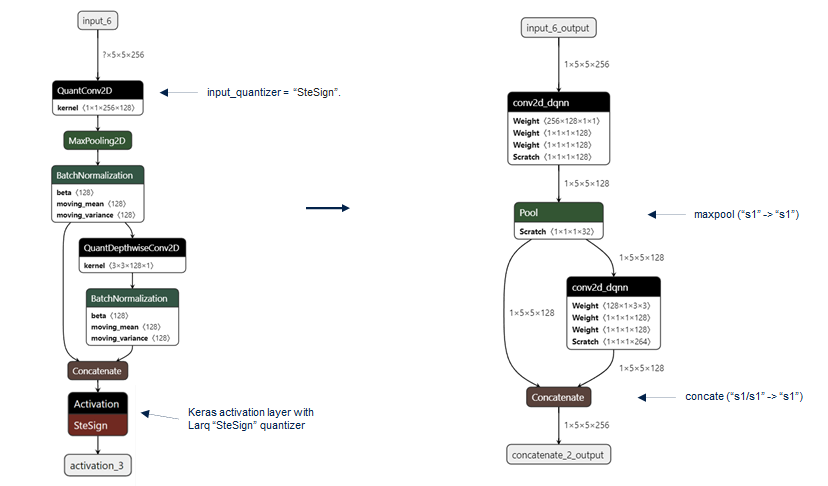 input_6
?×5×5×256
QuantConv2D
kernel ⟨1×1×256×128⟩
input_quantizer = “SteSign”.
MaxPooling2D
BatchNormalization
beta ⟨128⟩
moving_mean ⟨128⟩
moving_variance ⟨128⟩
QuantDepthwiseConv2D
kernel ⟨3×3×128×1⟩
BatchNormalization
beta ⟨128⟩
moving_mean ⟨128⟩
moving_variance ⟨128⟩
Concatenate
Activation
SteSign
Keras activation layer with
Larq “SteSign” quantizer
activation_3
input_6_output
1×5×5×256
conv2d_dqnn
Weight ⟨256×128×1×1⟩
Weight ⟨1×1×1×128⟩
Weight ⟨1×1×1×128⟩
Scratch ⟨1×1×1×128⟩
1×5×5×128
Pool
Scratch ⟨1×1×1×32⟩
maxpool (“s1” -> “s1”)
1×5×5×128
conv2d_dqnn
Weight ⟨128×1×3×3⟩
Weight ⟨1×1×1×128⟩
Weight ⟨1×1×1×128⟩
Scratch ⟨1×1×1×264⟩
1×5×5×128
1×5×5×128
Concatenate
concate (“s1/s1” -> “s1”)
1×5×5×256
concatenate_2_output